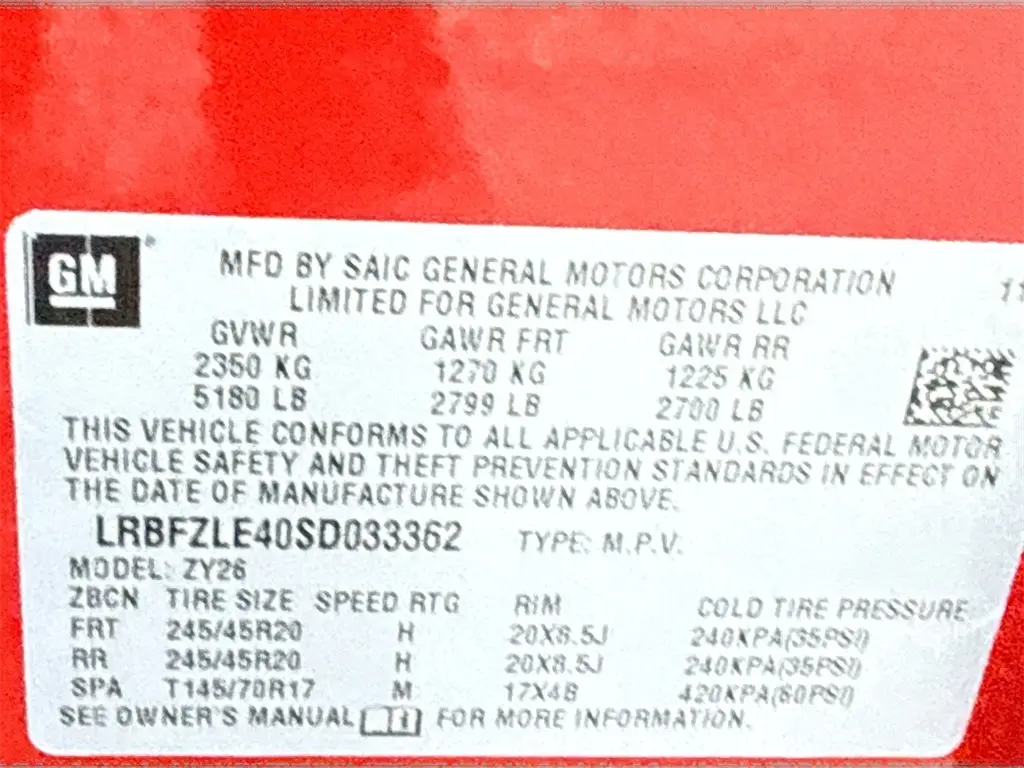 GM
MFD BY SAIC GENERAL MOTORS CORPORATION
LIMITED FOR GENERAL MOTORS LLC
11
GVWR GAWR FRT GAWR RR
2350 KG 1270 KG 1225 KG
5180 LB 2799 LB 2700 LB
THIS VEHICLE CONFORMS TO ALL APPLICABLE U.S. FEDERAL MOTOR
VEHICLE SAFETY AND THEFT PREVENTION STANDARDS IN EFFECT ON
THE DATE OF MANUFACTURE SHOWN ABOVE.
LRBFZLE40SD033362 TYPE: M.P.V.
MODEL: ZY26
ZBCN TIRE SIZE SPEED RTG RIM COLD TIRE PRESSURE
FRT 245/45R20 H 20X8.5J 240KPA(35PSI)
RR 245/45R20 H 20X8.5J 240KPA(35PSI)
SPA T145/70R17 M 17X4B 420KPA(60PSI)
SEE OWNER'S MANUAL FOR MORE INFORMATION.